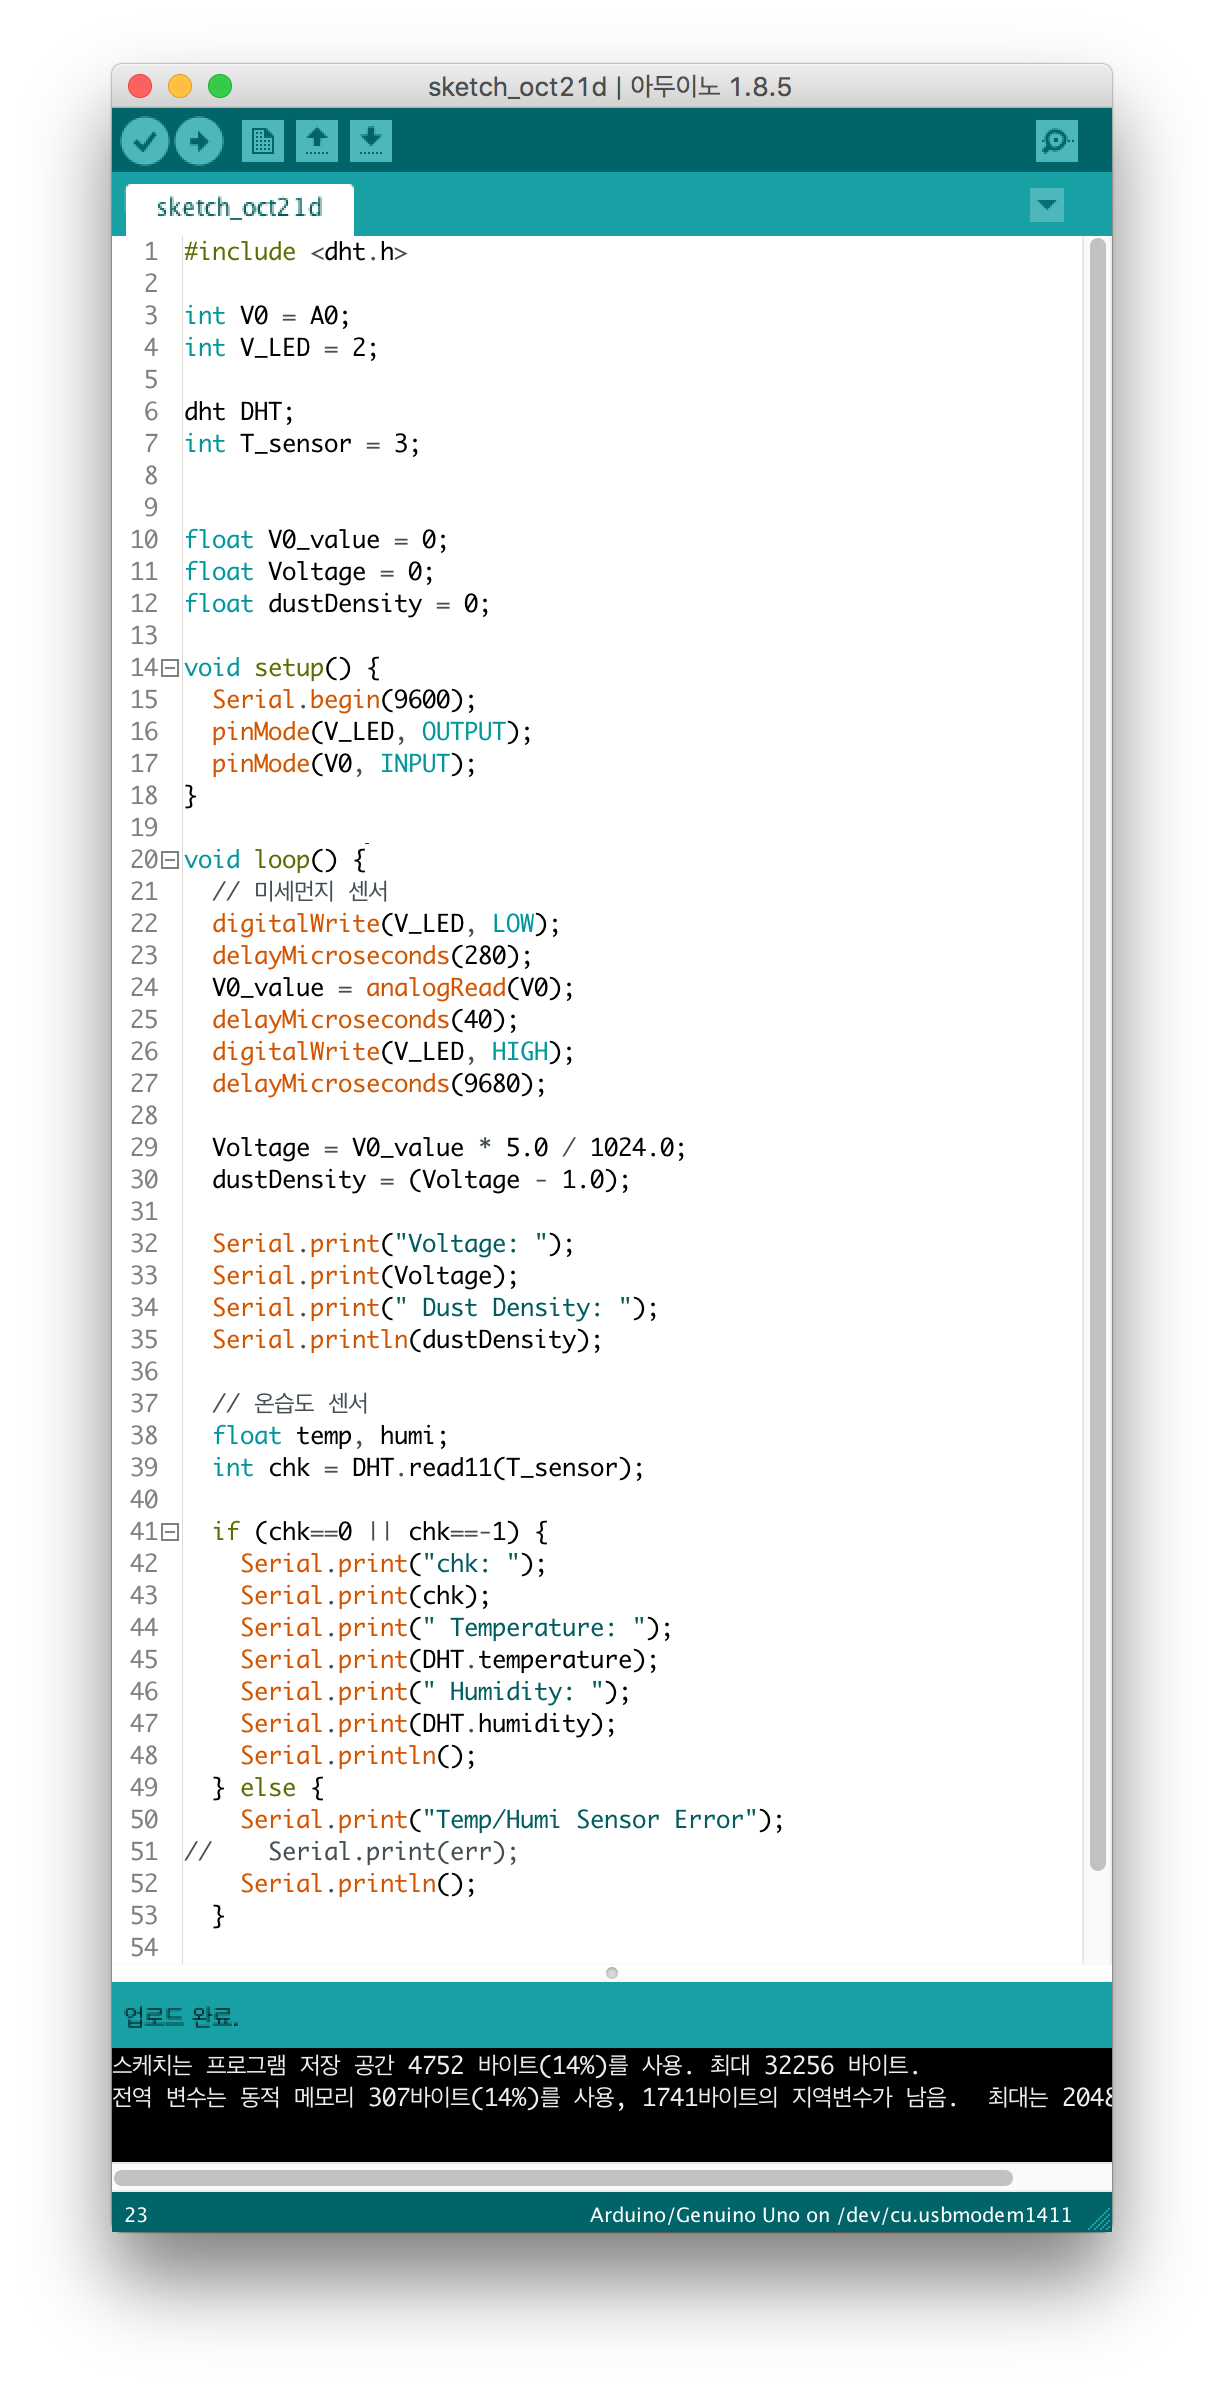 sketch_oct21d | 아두이노 1.8.5
sketch_oct21d
1 #include <dht.h>
2
3 int V0 = A0;
4 int V_LED = 2;
5
6 dht DHT;
7 int T_sensor = 3;
8
9
10 float V0_value = 0;
11 float Voltage = 0;
12 float dustDensity = 0;
13
14 void setup() {
15   Serial.begin(9600);
16   pinMode(V_LED, OUTPUT);
17   pinMode(V0, INPUT);
18 }
19
20 void loop() {
21   // 미세먼지 센서
22   digitalWrite(V_LED, LOW);
23   delayMicroseconds(280);
24   V0_value = analogRead(V0);
25   delayMicroseconds(40);
26   digitalWrite(V_LED, HIGH);
27   delayMicroseconds(9680);
28
29   Voltage = V0_value * 5.0 / 1024.0;
30   dustDensity = (Voltage - 1.0);
31
32   Serial.print("Voltage: ");
33   Serial.print(Voltage);
34   Serial.print(" Dust Density: ");
35   Serial.println(dustDensity);
36
37   // 온습도 센서
38   float temp, humi;
39   int chk = DHT.read11(T_sensor);
40
41   if (chk==0 || chk==-1) {
42     Serial.print("chk: ");
43     Serial.print(chk);
44     Serial.print(" Temperature: ");
45     Serial.print(DHT.temperature);
46     Serial.print(" Humidity: ");
47     Serial.print(DHT.humidity);
48     Serial.println();
49   } else {
50     Serial.print("Temp/Humi Sensor Error");
51 //    Serial.print(err);
52     Serial.println();
53   }
54
업로드 완료.
스케치는 프로그램 저장 공간 4752 바이트(14%)를 사용. 최대 32256 바이트.
전역 변수는 동적 메모리 307바이트(14%)를 사용, 1741바이트의 지역변수가 남음.  최대는 2048
23 Arduino/Genuino Uno on /dev/cu.usbmodem1411